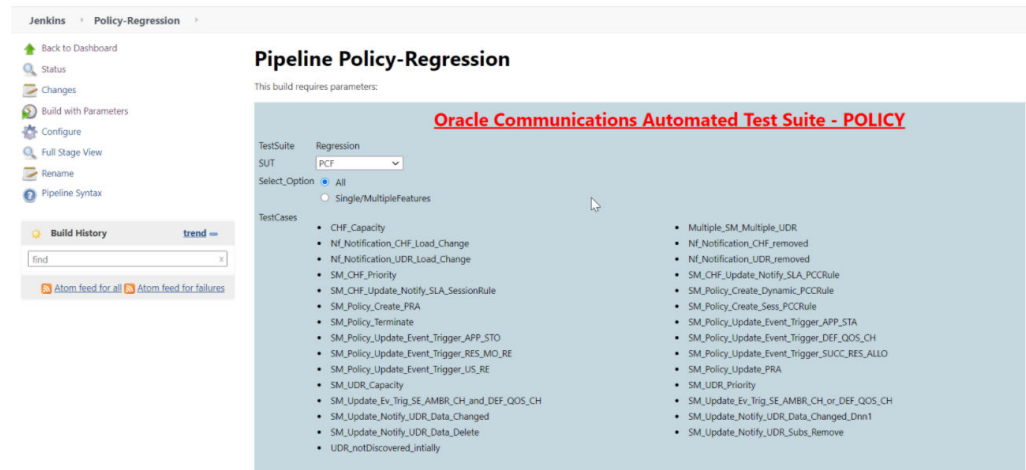 Jenkins Policy-Regression
Back to Dashboard
Status
Changes
Build with Parameters
Configure
Full Stage View
Rename
Pipeline Syntax
Build History trend
find x
Atom feed for all Atom feed for failures
Pipeline Policy-Regression
This build requires parameters:
Oracle Communications Automated Test Suite - POLICY
TestSuite Regression
SUT PCF
Select_Option All
Single/MultipleFeatures
TestCases
CHF_Capacity
Nf_Notification_CHF_Load_Change
Nf_Notification_UDR_Load_Change
SM_CHF_Priority
SM_CHF_Update_Notify_SLA_SessionRule
SM_Policy_Create_PRA
SM_Policy_Terminate
SM_Policy_Update_Event_Trigger_APP_STO
SM_Policy_Update_Event_Trigger_RES_MO_RE
SM_Policy_Update_Event_Trigger_US_RE
SM_UDR_Capacity
SM_Update_Ev_Trig_SE_AMBR_CH_and_DEF_QOS_CH
SM_Update_Notify_UDR_Data_Changed
SM_Update_Notify_UDR_Data_Delete
UDR_notDiscovered_intially
Multiple_SM_Multiple_UDR
Nf_Notification_CHF_removed
Nf_Notification_UDR_removed
SM_CHF_Update_Notify_SLA_PCCRule
SM_Policy_Create_Dynamic_PCCRule
SM_Policy_Create_Sess_PCCRule
SM_Policy_Update_Event_Trigger_APP_STA
SM_Policy_Update_Event_Trigger_DEF_QOS_CH
SM_Policy_Update_Event_Trigger_SUCC_RES_ALLO
SM_Policy_Update_PRA
SM_UDR_Priority
SM_Update_Ev_Trig_SE_AMBR_CH_or_DEF_QOS_CH
SM_Update_Notify_UDR_Data_Changed_Dnn1
SM_Update_Notify_UDR_Subs_Remove